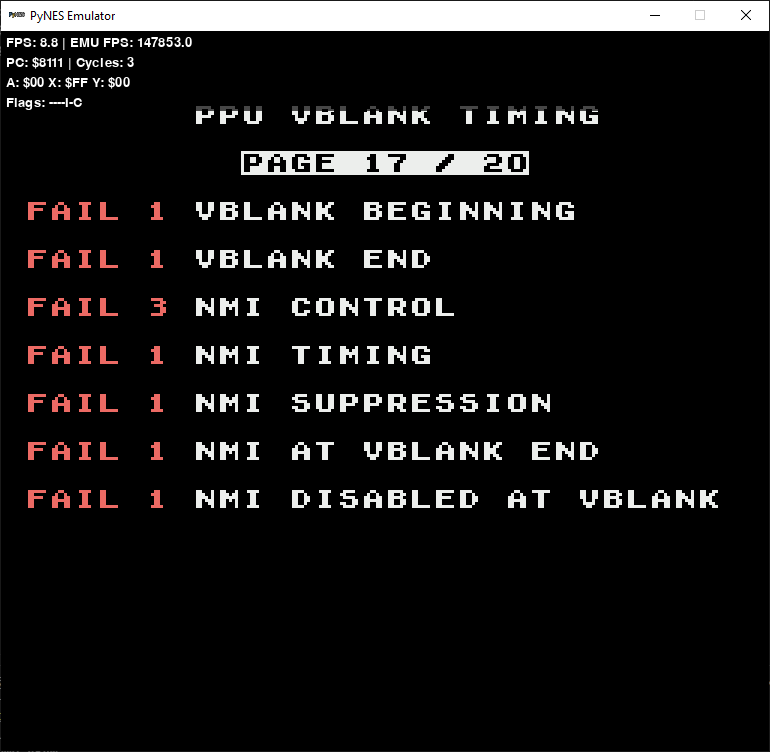 PyNES Emulator
FPS: 8.8 | EMU FPS: 147853.0
PC: $8111 | Cycles: 3
A: $00 X: $FF Y: $00
Flags: ----I-C
PPU VBLANK TIMING
PAGE 17 / 20
FAIL 1 VBLANK BEGINNING
FAIL 1 VBLANK END
FAIL 3 NMI CONTROL
FAIL 1 NMI TIMING
FAIL 1 NMI SUPPRESSION
FAIL 1 NMI AT VBLANK END
FAIL 1 NMI DISABLED AT VBLANK